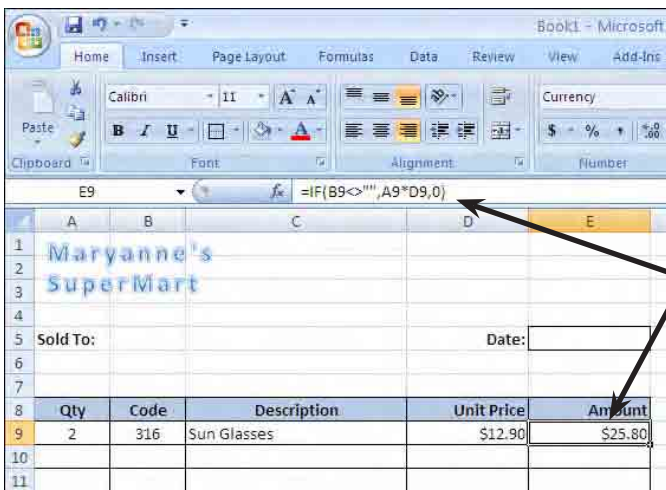 Book1 - Microsoft
Home Insert Page Layout Formulas Data Review View Add-Ins
Paste Calibri 11 A A Currency
B I U A $ % , .00
Clipboard Font Alignment Number
E9 fx =IF(B9<>"",A9*D9,0)
A B C D E
1
2 Maryanne's
3 SuperMart
4
5 Sold To: Date:
6
7
8 Qty Code Description Unit Price Amount
9 2 316 Sun Glasses $12.90 $25.80
10
11